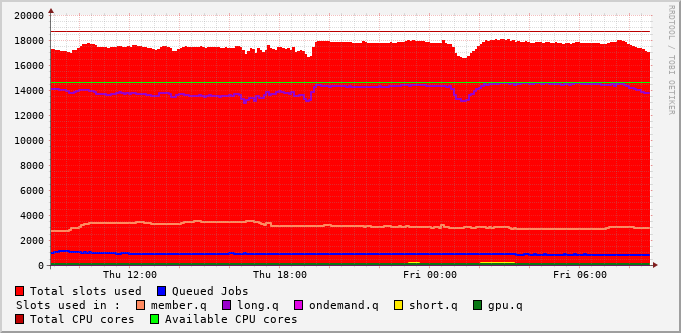 20000
18000
16000
14000
12000
10000
8000
6000
4000
2000
0
Thu 12:00 Thu 18:00 Fri 00:00 Fri 06:00
Total slots used Queued Jobs
Slots used in : member.q long.q ondemand.q short.q gpu.q
Total CPU cores Available CPU cores
RRDTOOL / TOBI OETIKER